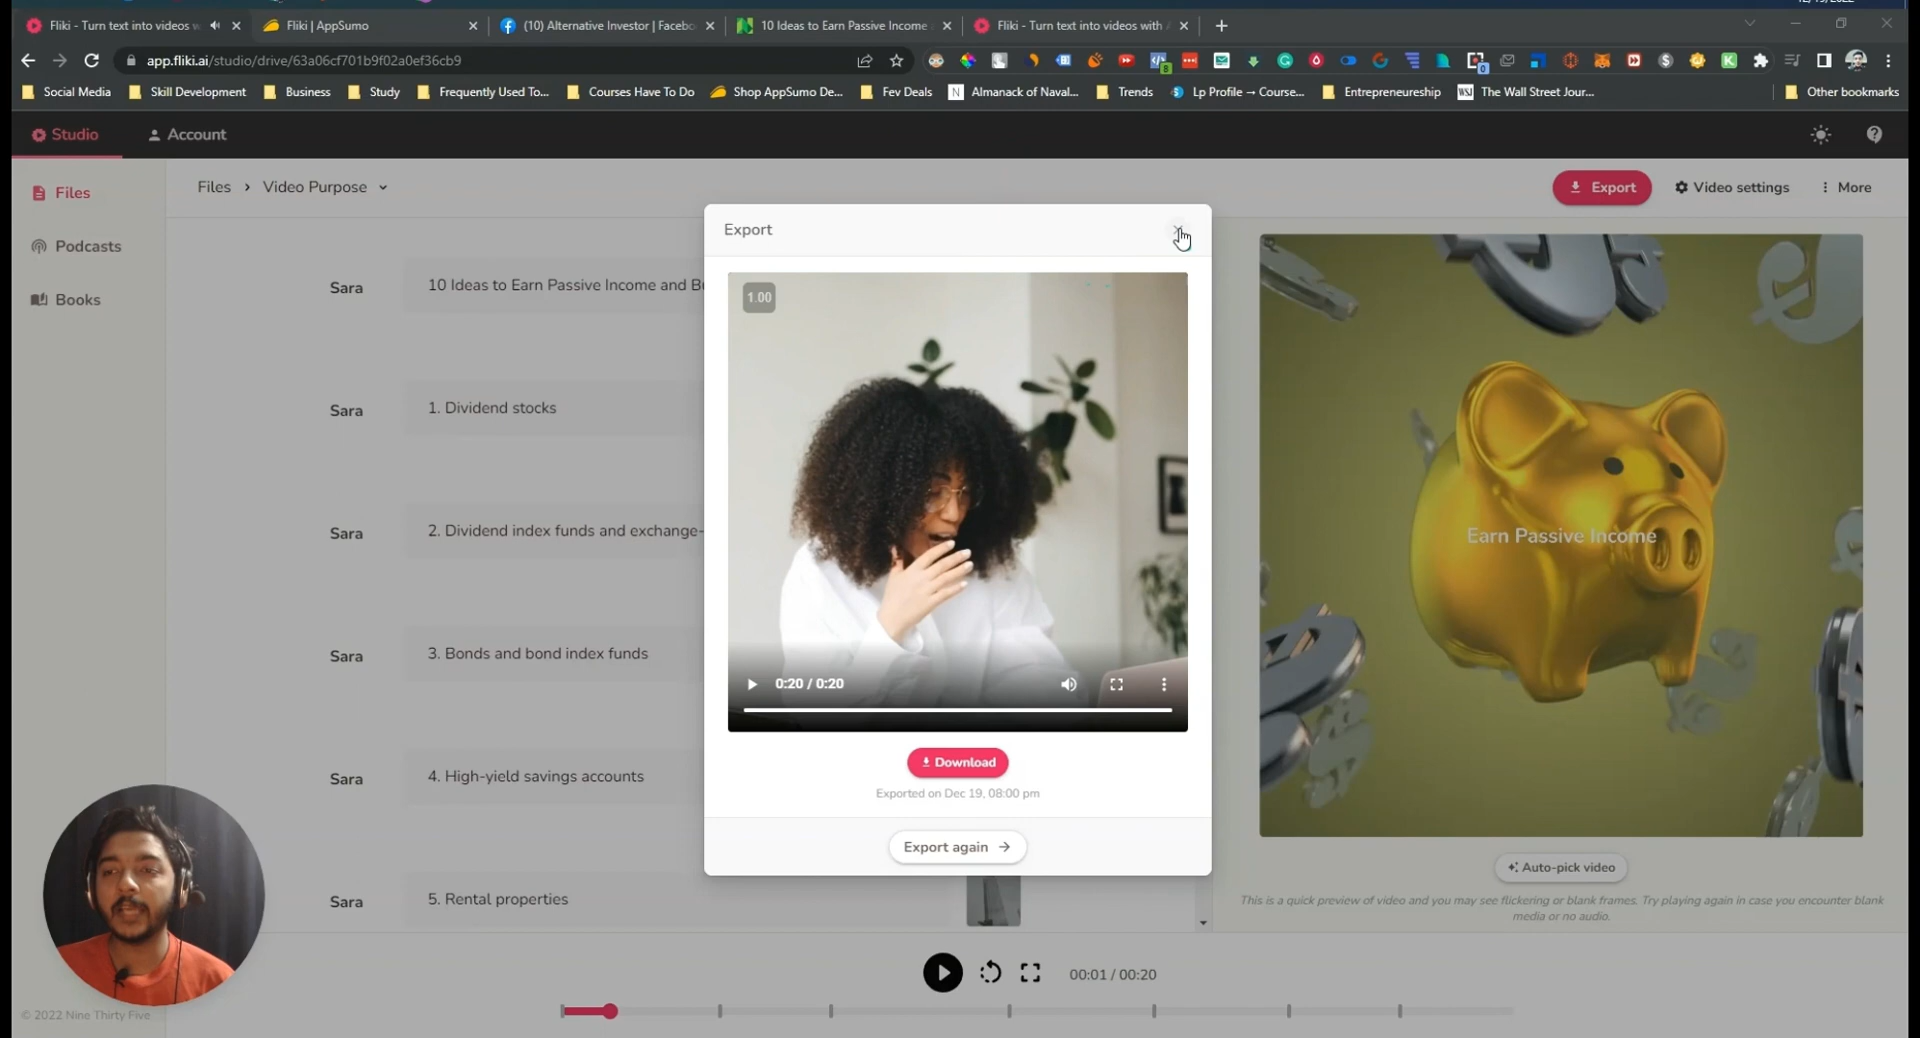 Fliki - Turn text into videos w
Fliki | AppSumo
(10) Alternative Investor | Facebo
10 Ideas to Earn Passive Income
Fliki - Turn text into videos with
app.fliki.ai/studio/drive/63a06cf701b9f02a0ef36cb9
Social Media
Skill Development
Business
Study
Frequently Used To...
Courses Have To Do
Shop AppSumo De...
Fev Deals
Almanack of Naval...
Trends
Lp Profile → Course...
Entrepreneureship
WSJ
The Wall Street Jour...
Other bookmarks
Studio
Account
Files
Podcasts
Books
Files › Video Purpose
Export
Video settings
More
Sara
10 Ideas to Earn Passive Income and B
Sara
1. Dividend stocks
Sara
2. Dividend index funds and exchange-
Sara
3. Bonds and bond index funds
Sara
4. High-yield savings accounts
Sara
5. Rental properties
Export
1.00
0:20 / 0:20
Download
Exported on Dec 19, 08:00 pm
Export again →
Earn Passive Income
Auto-pick video
This is a quick preview of video and you may see flickering or blank frames. Try playing again in case you encounter blank
media or no audio.
00:01 / 00:20
© 2022 Nine Thirty Five